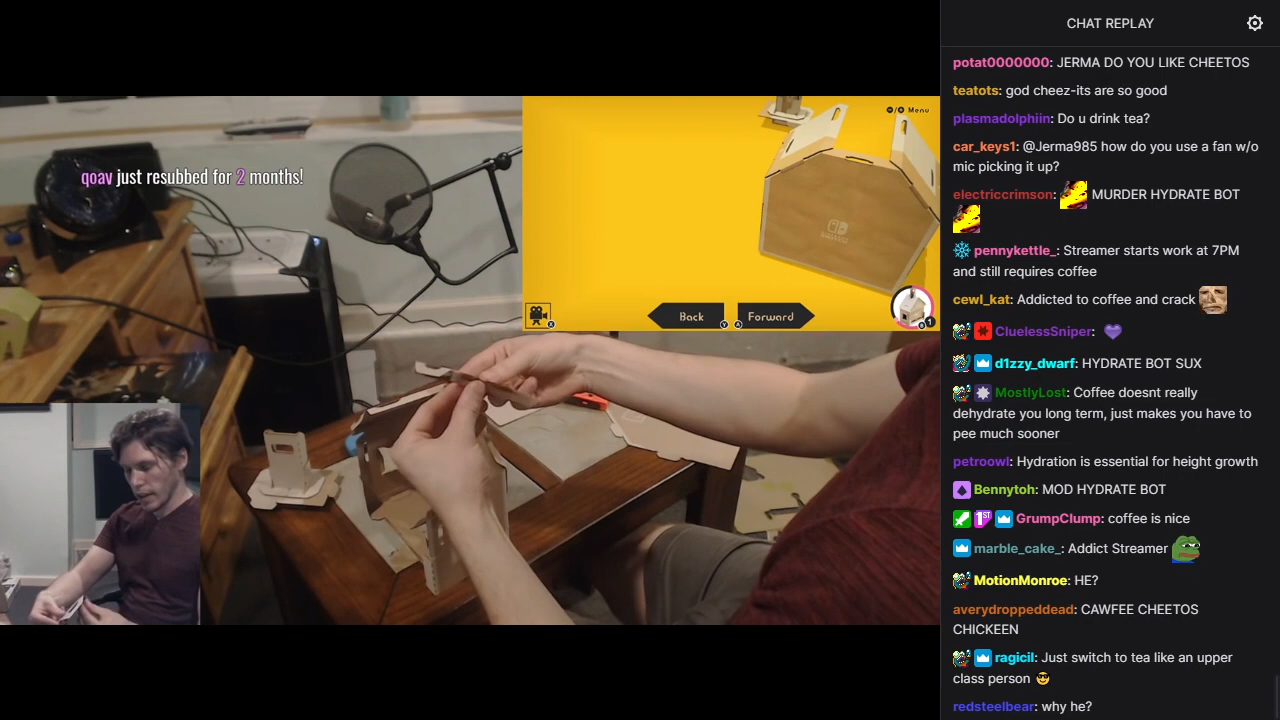 CHAT REPLAY
potat0000000: JERMA DO YOU LIKE CHEETOS
teatots: god cheez-its are so good
plasmadolphiin: Do u drink tea?
car_keys1: @Jerma985 how do you use a fan w/o
mic picking it up?
electriccrimson: MURDER HYDRATE BOT
pennykettle_: Streamer starts work at 7PM
and still requires coffee
cewl_kat: Addicted to coffee and crack
CluelessSniper:
d1zzy_dwarf: HYDRATE BOT SUX
MostlyLost: Coffee doesnt really
dehydrate you long term, just makes you have to
pee much sooner
petroowl: Hydration is essential for height growth
Bennytoh: MOD HYDRATE BOT
1ST GrumpClump: coffee is nice
marble_cake_: Addict Streamer
MotionMonroe: HE?
averydroppeddead: CAWFEE CHEETOS
CHICKEEN
ragicil: Just switch to tea like an upper
class person 😎
redsteelbear: why he?
qoav just resubbed for 2 months!
-/+ Menu
X
Back
Y
Forward
A
B
1